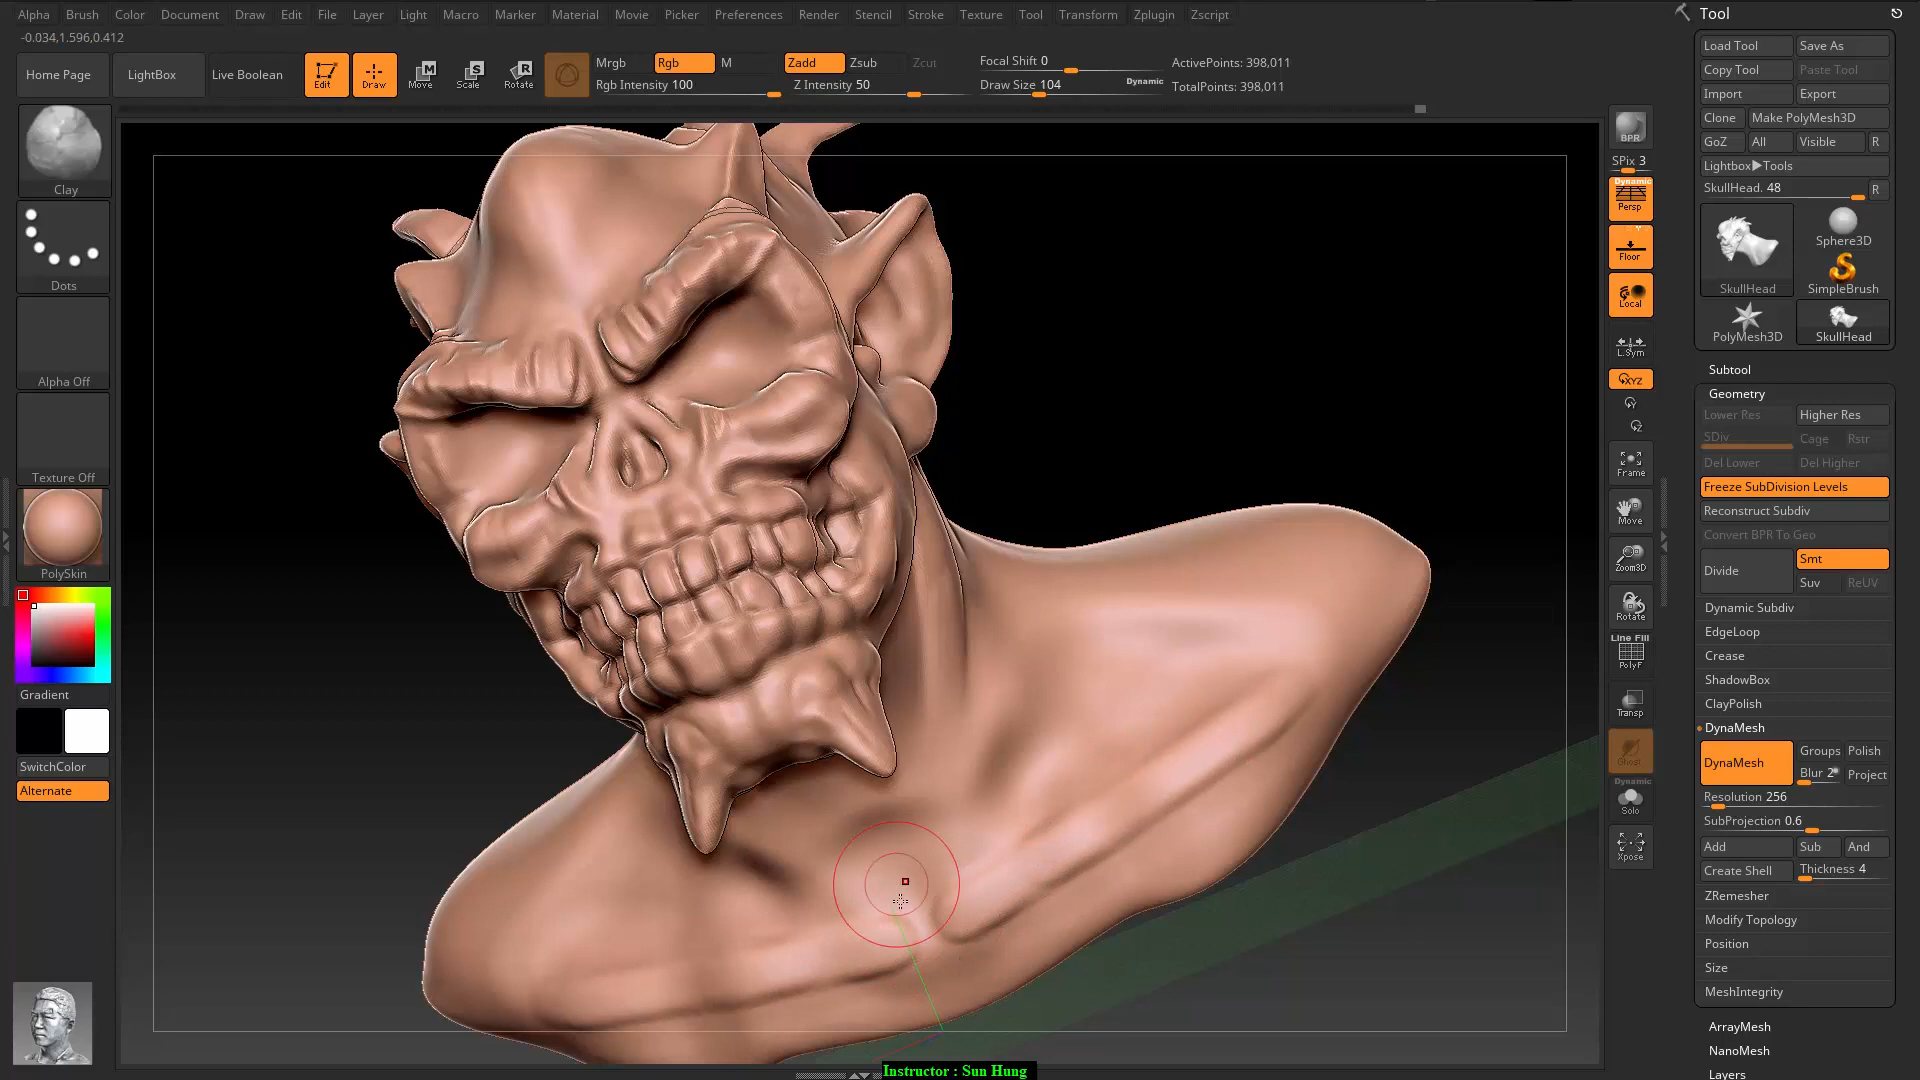 Alpha Brush Color Document Draw Edit File Layer Light Macro Marker Material Movie Picker Preferences Render Stencil Stroke Texture Tool Transform Zplugin Zscript
-0.034,1.596,0.412
Home Page LightBox Live Boolean Edit Draw Move Scale Rotate
Mrgb Rgb M Zadd Zsub Zcut Focal Shift 0 ActivePoints: 398,011
Rgb Intensity 100 Z Intensity 50 Draw Size 104 Dynamic TotalPoints: 398,011
Clay
Dots
Alpha Off
Texture Off
PolySkin
Gradient
SwitchColor
Alternate
BPR
SPix 3
Dynamic
Persp
Floor
Local
L.Sym
XYZ
Y
Z
Frame
Move
Zoom3D
Rotate
Line Fill
PolyF
Transp
Ghost
Dynamic
Solo
Xpose
Tool
Load Tool Save As
Copy Tool Paste Tool
Import Export
Clone Make PolyMesh3D
GoZ All Visible R
Lightbox▶Tools
SkullHead. 48 R
SkullHead
Sphere3D
SimpleBrush
PolyMesh3D SkullHead
Subtool
Geometry
Lower Res Higher Res
SDiv Cage Rstr
Del Lower Del Higher
Freeze SubDivision Levels
Reconstruct Subdiv
Convert BPR To Geo
Divide Smt
Suv ReUV
Dynamic Subdiv
EdgeLoop
Crease
ShadowBox
ClayPolish
DynaMesh
DynaMesh Groups Polish
Blur 2 Project
Resolution 256
SubProjection 0.6
Add Sub And
Create Shell Thickness 4
ZRemesher
Modify Topology
Position
Size
MeshIntegrity
ArrayMesh
NanoMesh
Layers
Instructor : Sun Hung